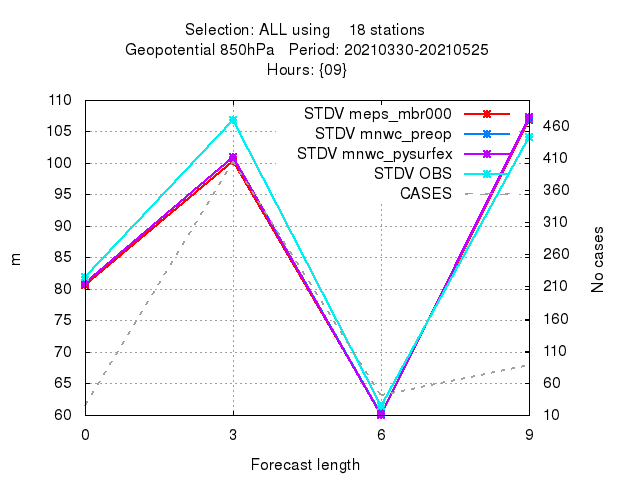 Selection: ALL using 18 stations
Geopotential 850hPa Period: 20210330-20210525
Hours: {09}
STDV meps_mbr000
STDV mnwc_preop
STDV mnwc_pysurfex
STDV OBS
CASES
110
105
100
95
90
85
80
75
70
65
60
m
460
410
360
310
260
210
160
110
60
10
No cases
0 3 6 9
Forecast length